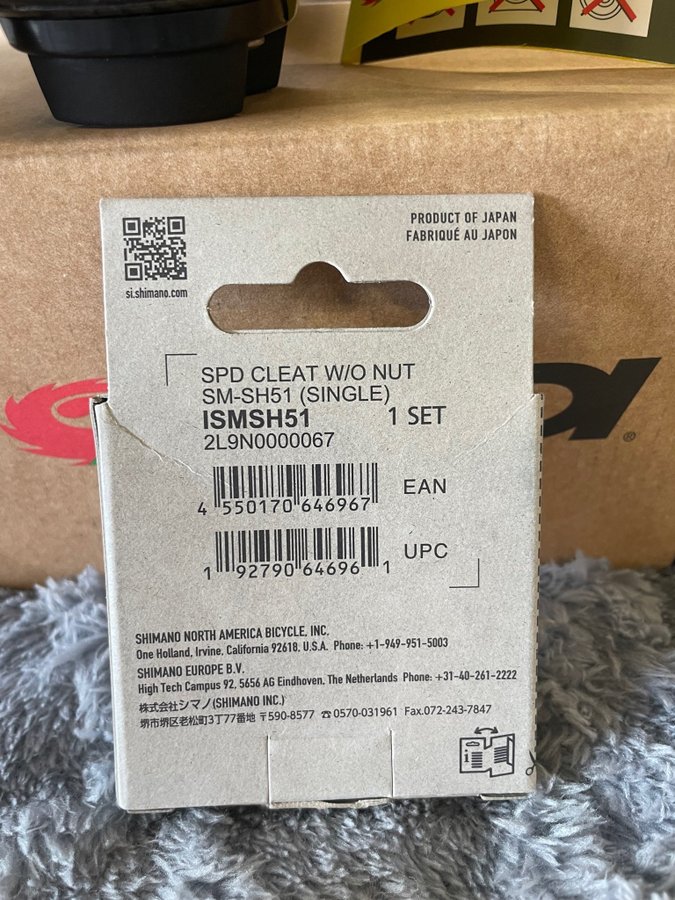 PRODUCT OF JAPAN
FABRIQUÉ AU JAPON
si.shimano.com
SPD CLEAT W/O NUT
SM-SH51 (SINGLE)
ISMSH51 1 SET
2L9N0000067
4 550170 646967 EAN
1 92790 64696 1 UPC
SHIMANO NORTH AMERICA BICYCLE, INC.
One Holland, Irvine, California 92618, U.S.A. Phone: +1-949-951-5003
SHIMANO EUROPE B.V.
High Tech Campus 92, 5656 AG Eindhoven, The Netherlands Phone: +31-40-261-2222
株式会社シマノ(SHIMANO INC.)
堺市堺区老松町3丁77番地 〒590-8577 ☎0570-031961 Fax.072-243-7847